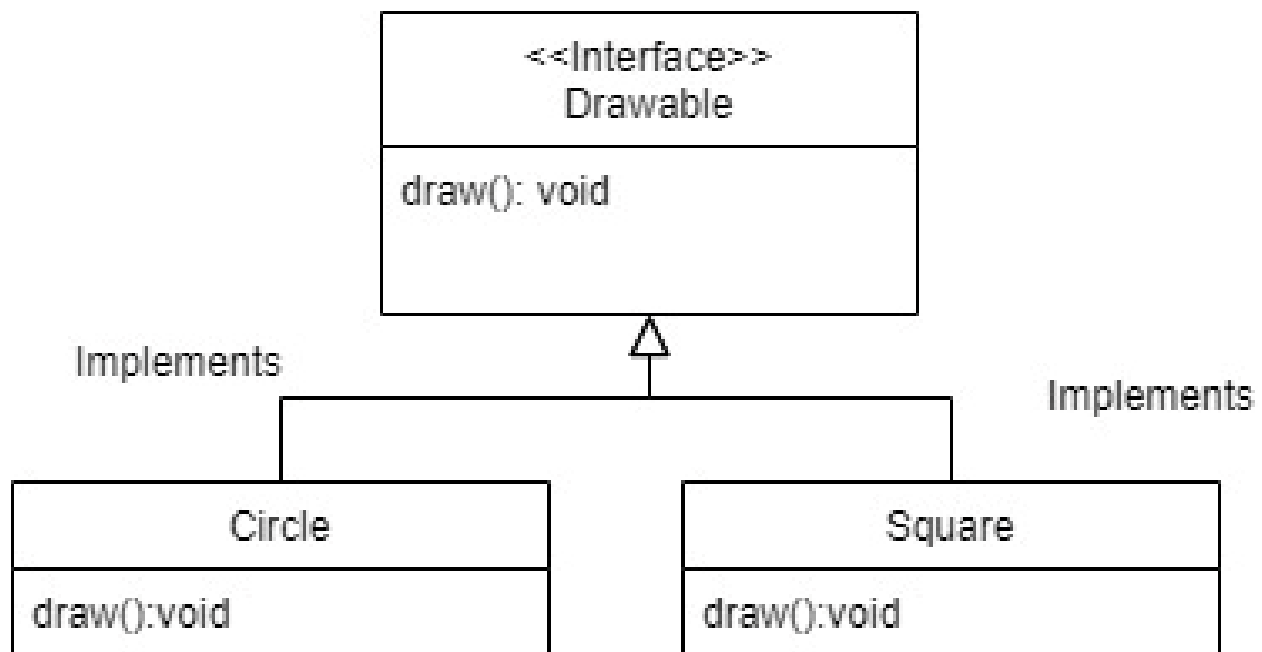 <<Interface>>
Drawable
draw(): void
Implements
Implements
Circle
Square
draw():void
draw():void